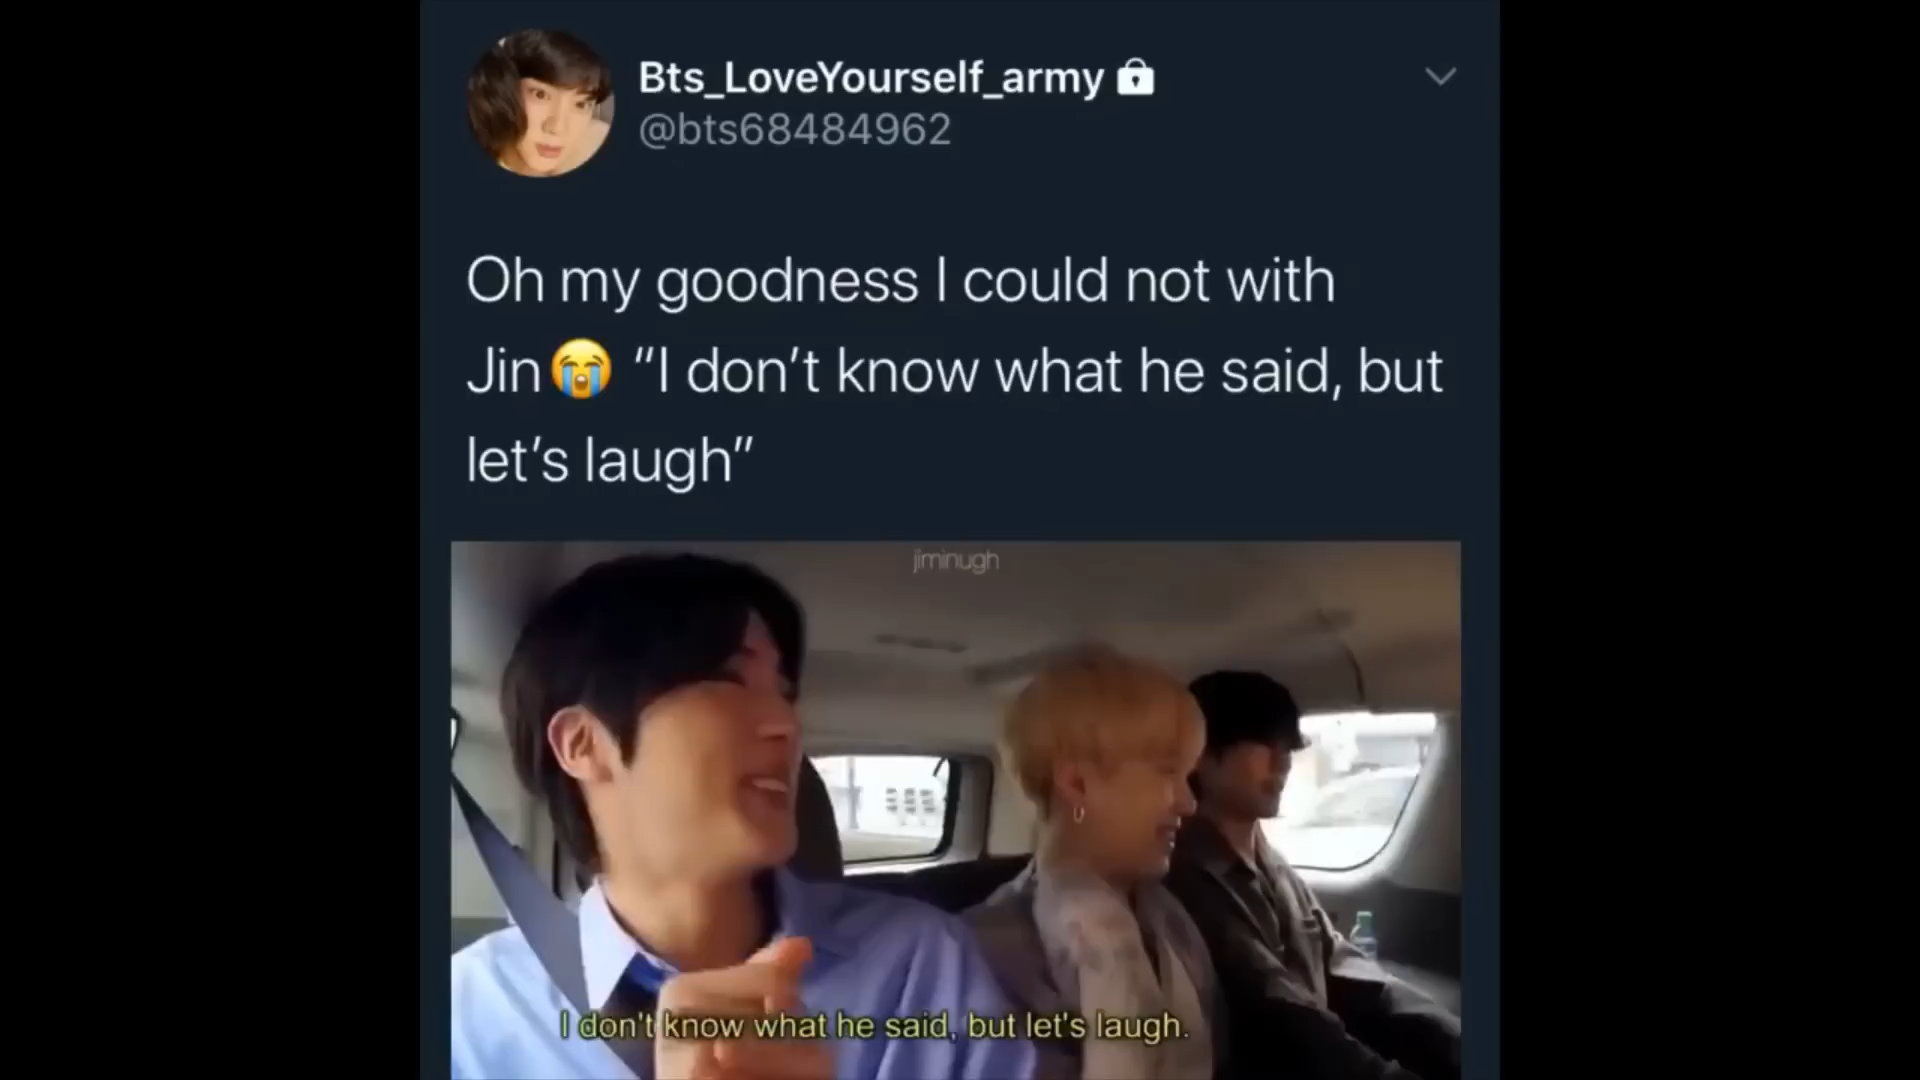 Bts_LoveYourself_army
@bts68484962
Oh my goodness I could not with
Jin😭 “I don’t know what he said, but
let’s laugh”
jiminugh
I don't know what he said, but let's laugh.